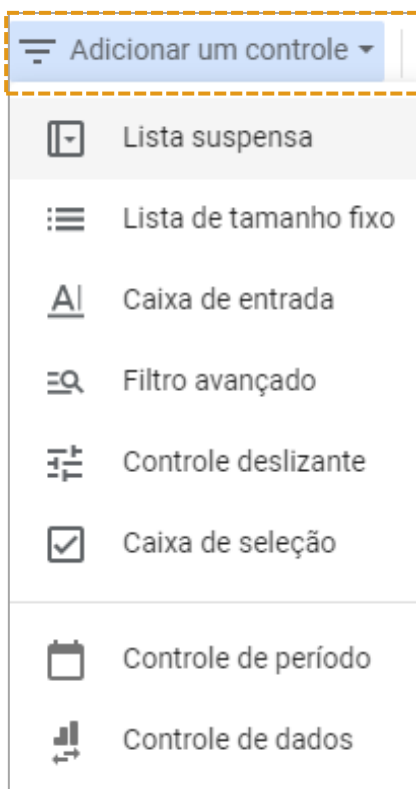 Adicionar um controle
Lista suspensa
Lista de tamanho fixo
Caixa de entrada
Filtro avançado
Controle deslizante
Caixa de seleção
Controle de período
Controle de dados